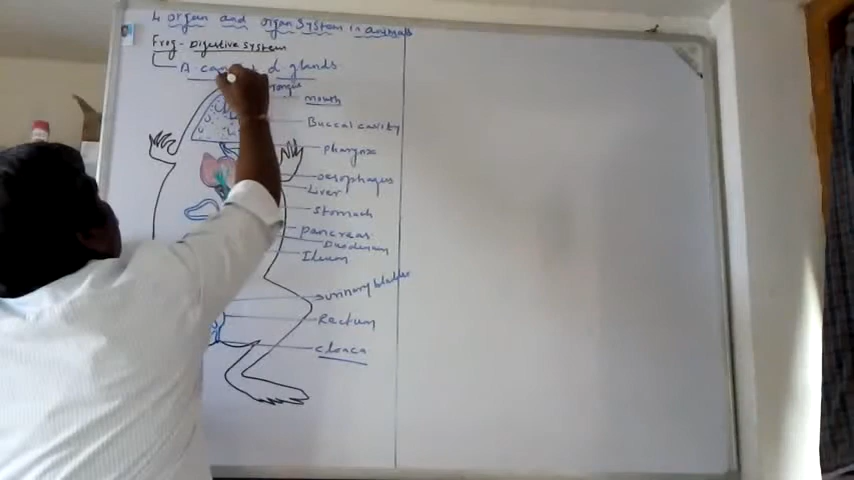 4 organ and organ system in animals
Frog - Digestive system
A can d glands
Tongue
mouth
Buccal cavity
pharynx
oesophagus
Liver
Stomach
pancreas
Duodenum
Ileum
urinary bladder
Rectum
cloaca